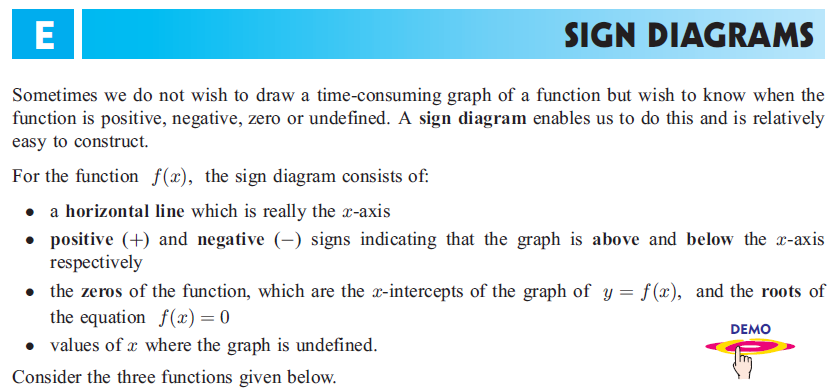 E
SIGN DIAGRAMS
Sometimes we do not wish to draw a time-consuming graph of a function but wish to know when the
function is positive, negative, zero or undefined. A sign diagram enables us to do this and is relatively
easy to construct.
For the function f(x), the sign diagram consists of:
• a horizontal line which is really the x-axis
• positive (+) and negative (−) signs indicating that the graph is above and below the x-axis
respectively
• the zeros of the function, which are the x-intercepts of the graph of y = f(x), and the roots of
the equation f(x) = 0
• values of x where the graph is undefined.
DEMO
Consider the three functions given below.